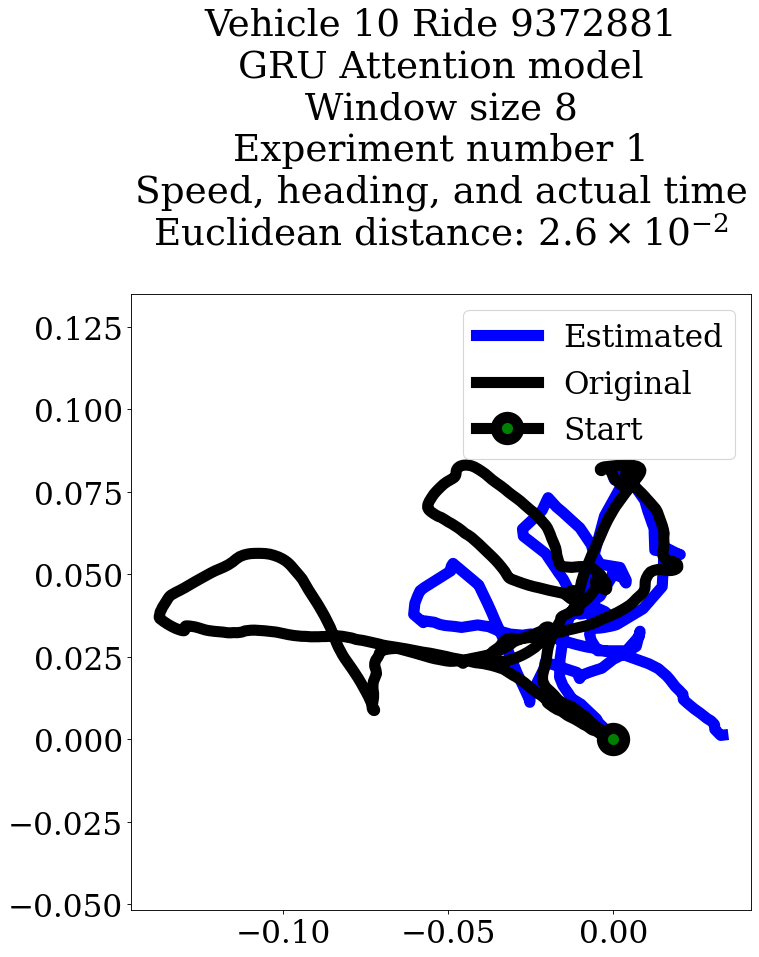 Vehicle 10 Ride 9372881
GRU Attention model
Window size 8
Experiment number 1
Speed, heading, and actual time
Euclidean distance: 2.6 × 10⁻²
Estimated
Original
Start
0.125
0.100
0.075
0.050
0.025
0.000
−0.025
−0.050
−0.10
−0.05
0.00